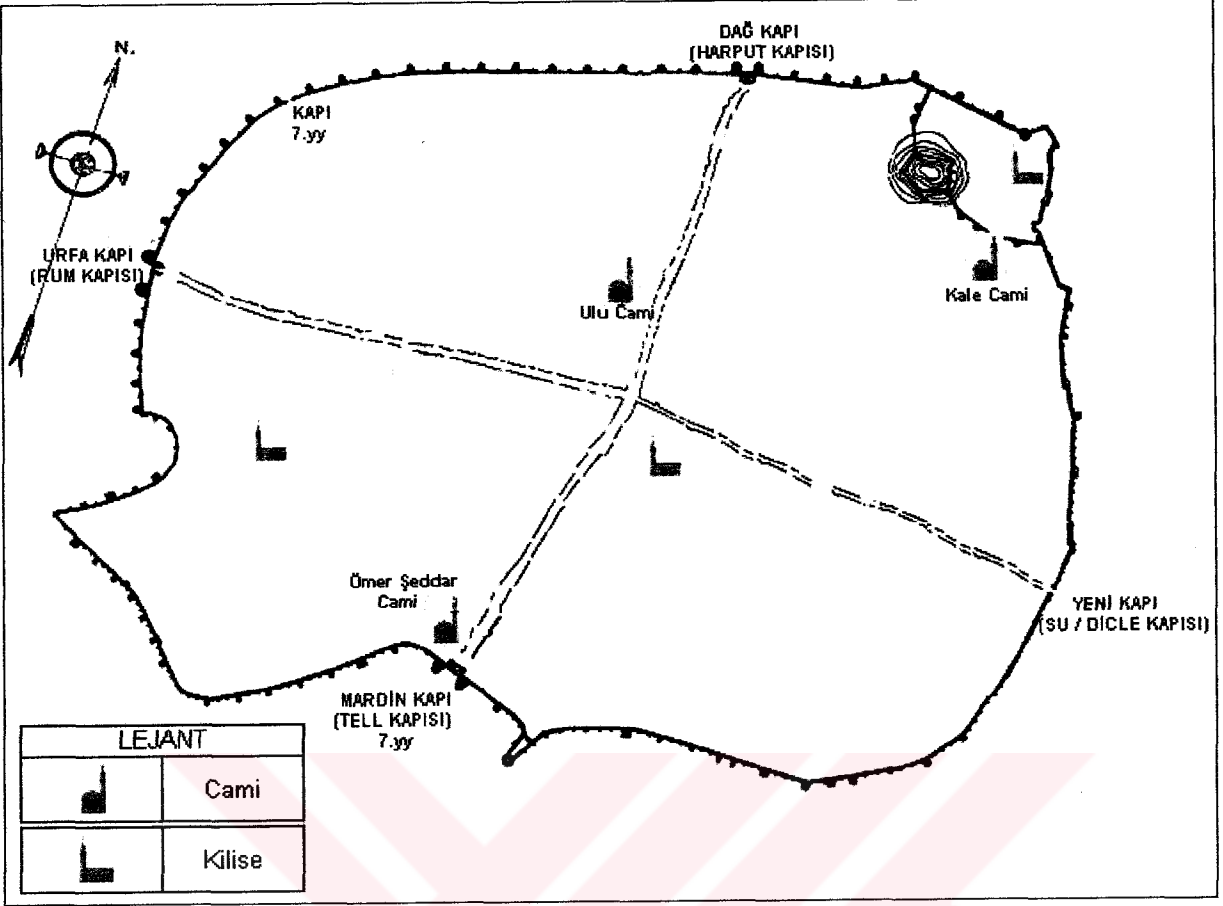 DAĞ KAPI
(HARPUT KAPISI)
N.
KAPI
7.yy
URFA KAPI
(RUM KAPISI)
Ulu Cami
Kale Cami
Ömer Şeddar
Cami
YENİ KAPI
(SU / DİCLE KAPISI)
MARDİN KAPI
(TELL KAPISI)
7.yy
LEJANT
Cami
Kilise